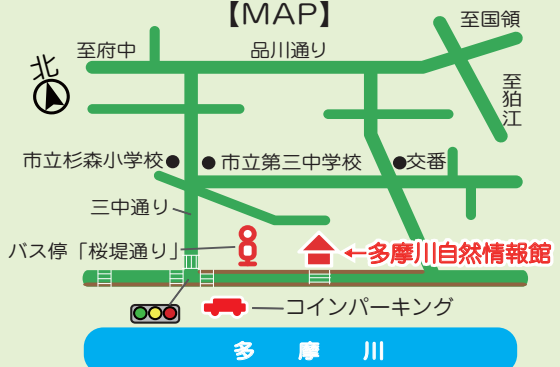 【MAP】
至国領
至府中
品川通り
北
至狛江
市立杉森小学校
市立第三中学校
交番
三中通り
バス停「桜堤通り」
多摩川自然情報館
コインパーキング
多摩川